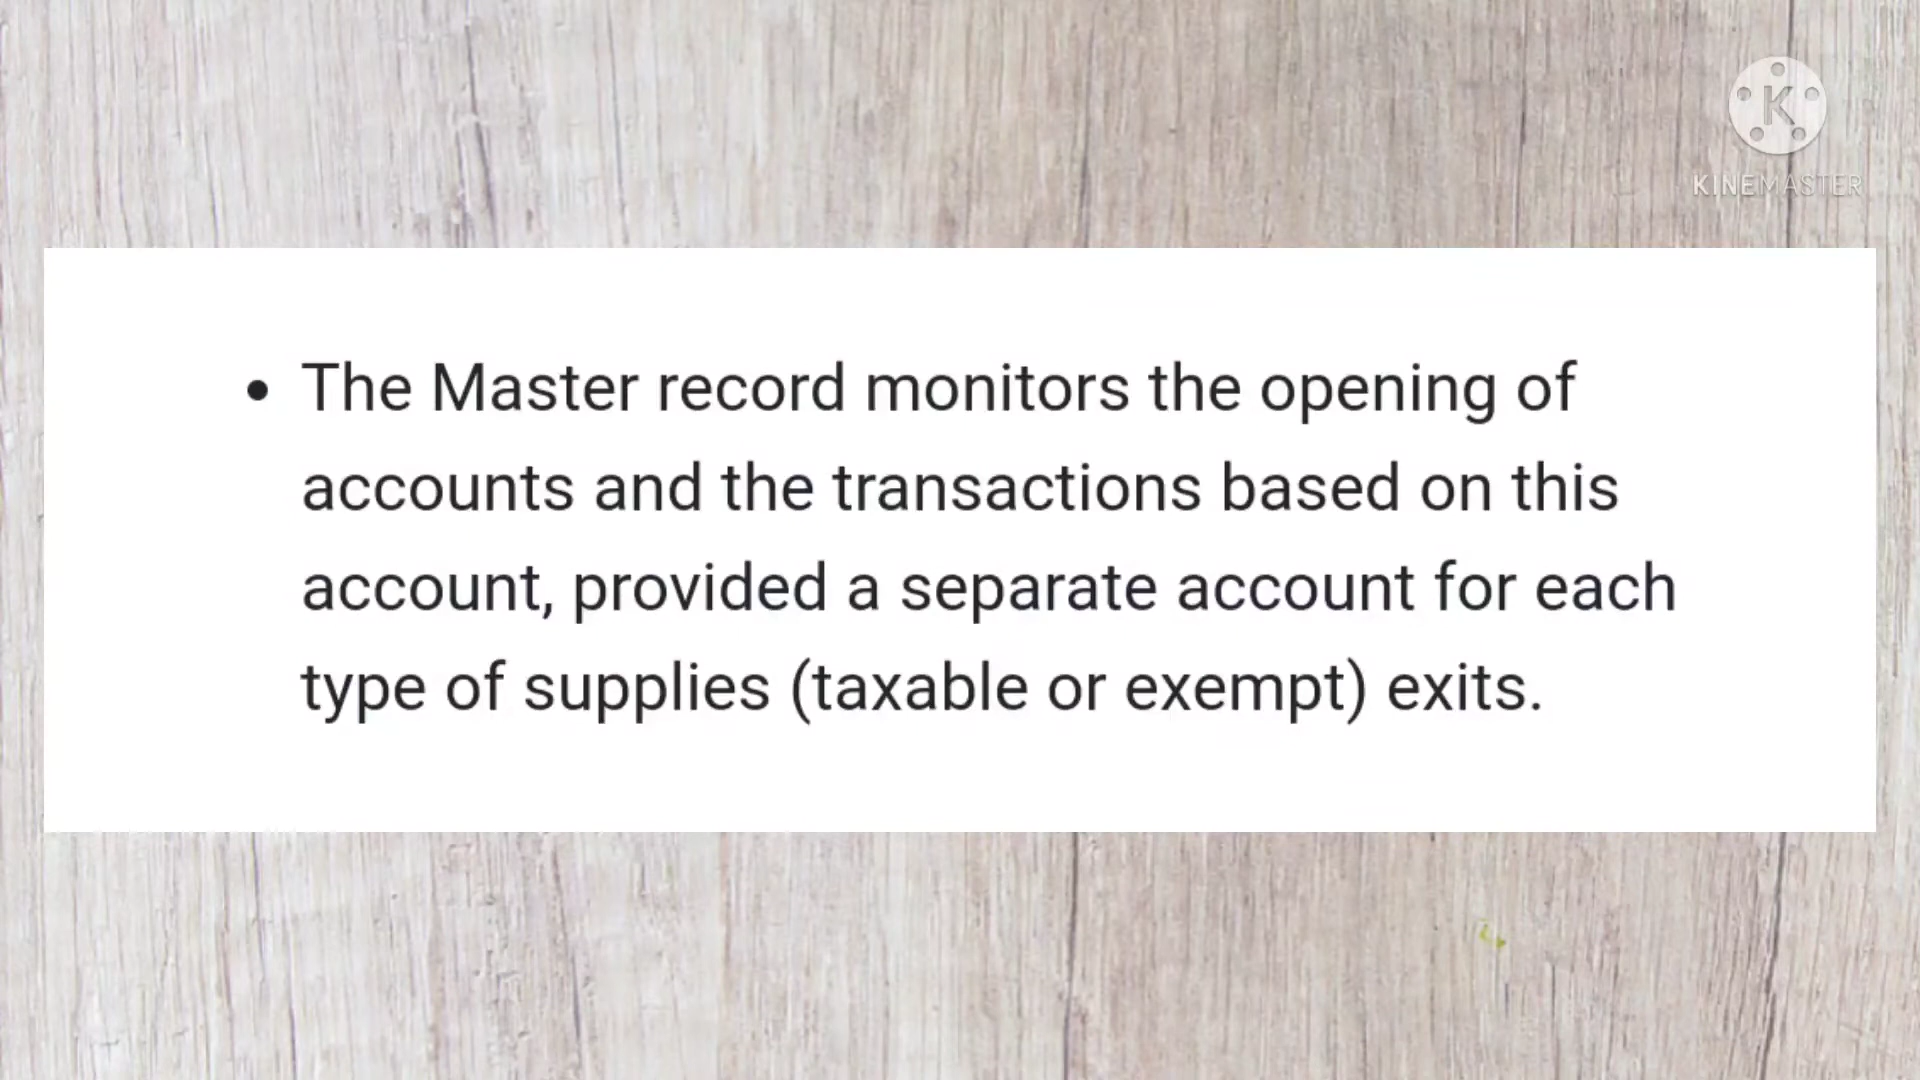 K
KINEMASTER
• The Master record monitors the opening of
accounts and the transactions based on this
account, provided a separate account for each
type of supplies (taxable or exempt) exits.